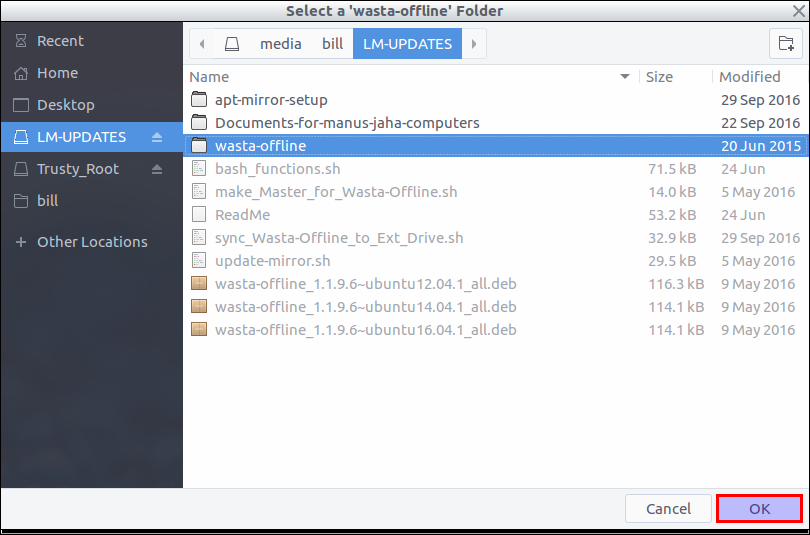 Select a 'wasta-offline' Folder
Recent
Home
Desktop
LM-UPDATES
Trusty_Root
bill
Other Locations
media bill LM-UPDATES
Name Size Modified
apt-mirror-setup 29 Sep 2016
Documents-for-manus-jaha-computers 22 Sep 2016
wasta-offline 20 Jun 2015
bash_functions.sh 71.5 kB 24 Jun
make_Master_for_Wasta-Offline.sh 14.0 kB 5 May 2016
ReadMe 53.2 kB 24 Jun
sync_Wasta-Offline_to_Ext_Drive.sh 32.9 kB 29 Sep 2016
update-mirror.sh 29.5 kB 5 May 2016
wasta-offline_1.1.9.6~ubuntu12.04.1_all.deb 116.3 kB 9 May 2016
wasta-offline_1.1.9.6~ubuntu14.04.1_all.deb 114.1 kB 9 May 2016
wasta-offline_1.1.9.6~ubuntu16.04.1_all.deb 114.1 kB 9 May 2016
Cancel OK